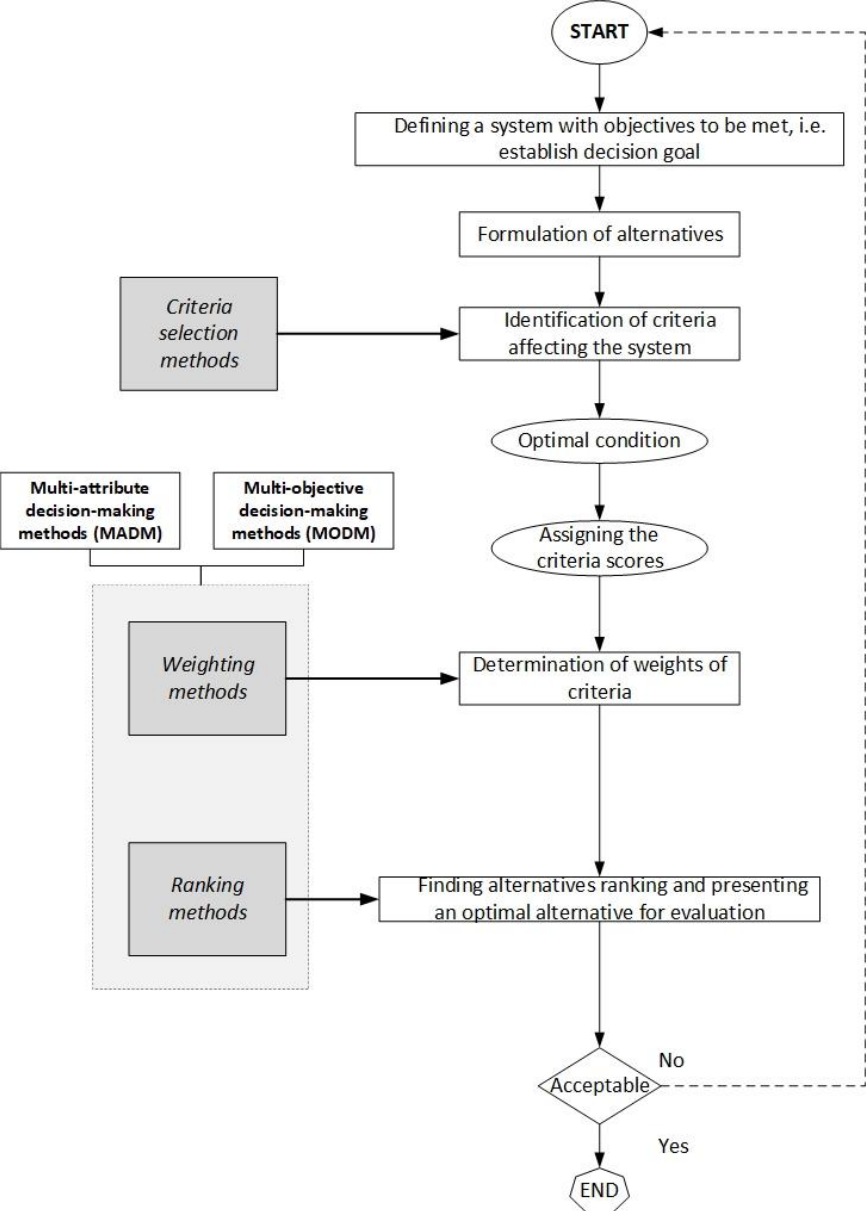 START
Defining a system with objectives to be met, i.e.
establish decision goal
Formulation of alternatives
Criteria
selection
methods
Identification of criteria
affecting the system
Optimal condition
Multi-attribute
decision-making
methods (MADM)
Multi-objective
decision-making
methods (MODM)
Assigning the
criteria scores
Weighting
methods
Determination of weights of
criteria
Ranking
methods
Finding alternatives ranking and presenting
an optimal alternative for evaluation
No
Acceptable
Yes
END